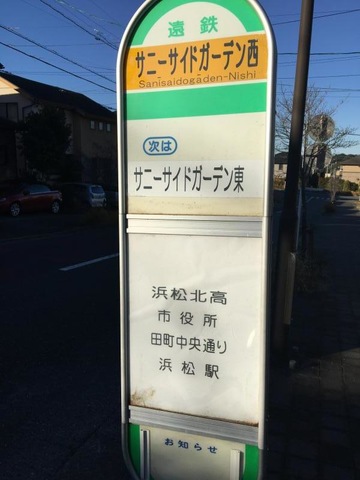 遠鉄
サニーサイドガーデン西
Sanisaidogaden-Nishi
次は
サニーサイドガーデン東
浜松北高
市役所
田町中央通り
浜松駅
お知らせ